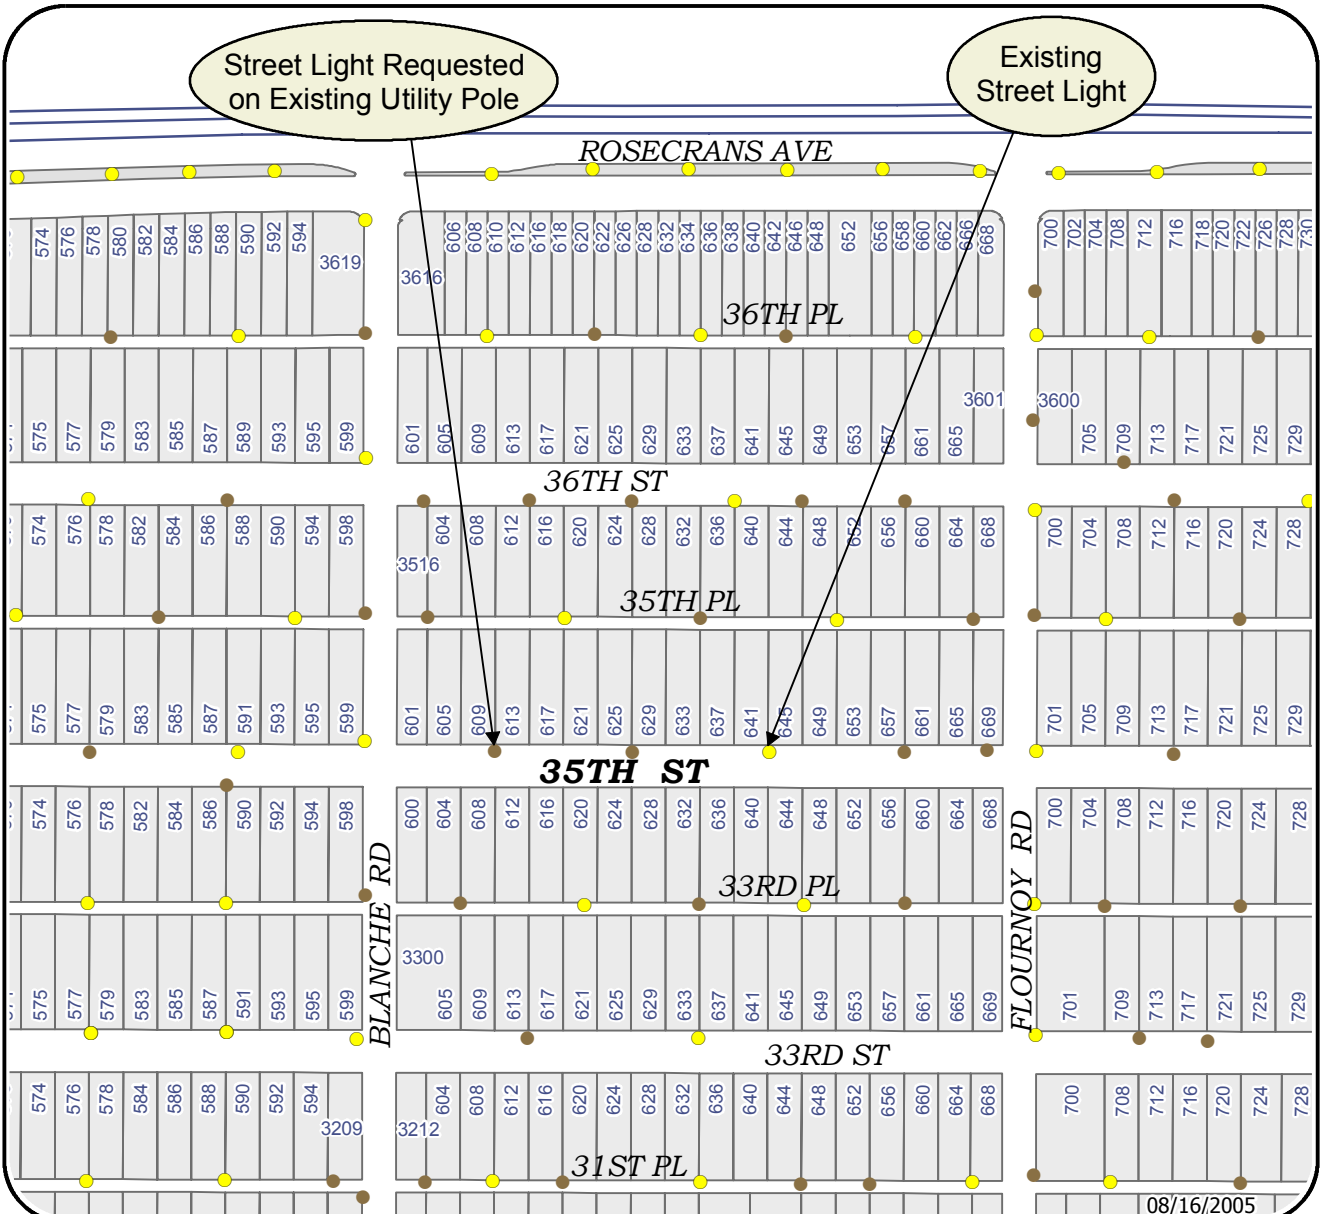 Street Light Requested
on Existing Utility Pole
Existing
Street Light
ROSECRANS AVE
574 576 578 580 582 584 586 588 590 592 594 3619
3616 606 608 610 612 616 618 620 622 626 628 632 634 636 638 640 642 646 648 652 656 658 660 662 666 668
700 702 704 708 712 716 718 720 722 726 728 730
36TH PL
575 577 579 583 585 587 589 593 595 599
601 605 609 613 617 621 625 629 633 637 641 645 649 653 657 661 665 3601
3600 705 709 713 717 721 725 729
36TH ST
574 576 578 582 584 586 588 590 594 598
3516 604 608 612 616 620 624 628 632 636 640 644 648 652 656 660 664 668
700 704 708 712 716 720 724 728
35TH PL
575 577 579 583 585 587 591 593 595 599
601 605 609 613 617 621 625 629 633 637 641 645 649 653 657 661 665 669
701 705 709 713 717 721 725 729
35TH ST
574 576 578 582 584 586 590 592 594 598
600 604 608 612 616 620 624 628 632 636 640 644 648 652 656 660 664 668
700 704 708 712 716 720 724 728
BLANCHE RD
FLOURNOY RD
33RD PL
575 577 579 583 585 587 591 593 595 599
3300 605 609 613 617 621 625 629 633 637 641 645 649 653 657 661 665 669
701 709 713 717 721 725 729
33RD ST
574 576 578 584 586 588 590 592 594 3209
3212 604 608 612 616 620 624 628 632 636 640 644 648 652 656 660 664 668
700 708 712 716 720 724 728
31ST PL
08/16/2005